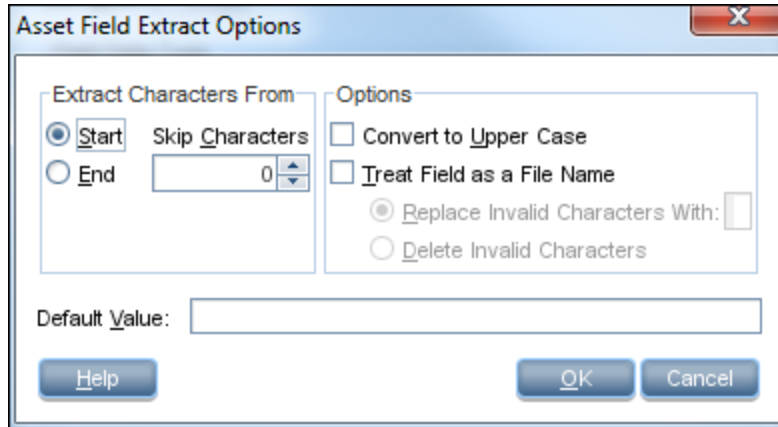 Asset Field Extract Options
Extract Characters From
Start Skip Characters
End 0
Options
Convert to Upper Case
Treat Field as a File Name
Replace Invalid Characters With:
Delete Invalid Characters
Default Value:
Help OK Cancel